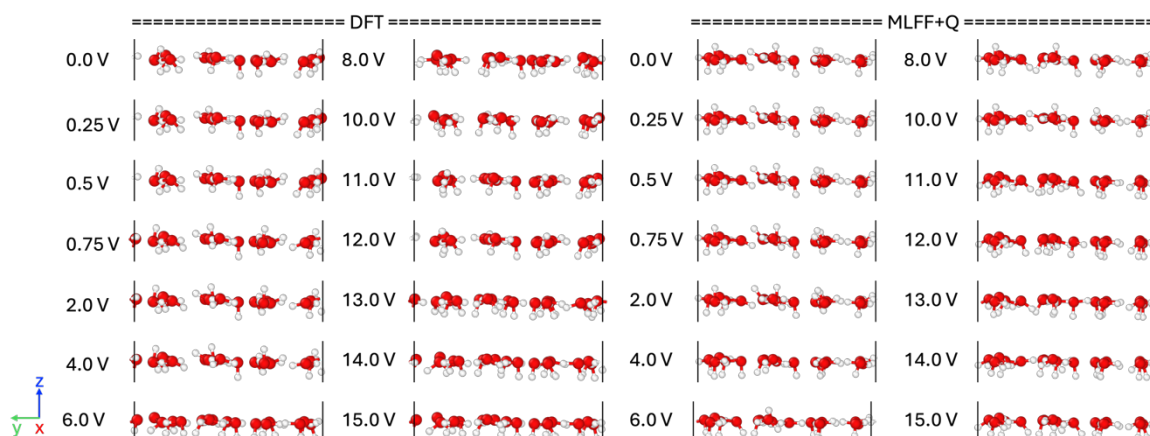 ==================== DFT ====================
==================== MLFF+Q ====================
0.0 V 8.0 V 0.0 V 8.0 V
0.25 V 10.0 V 0.25 V 10.0 V
0.5 V 11.0 V 0.5 V 11.0 V
0.75 V 12.0 V 0.75 V 12.0 V
2.0 V 13.0 V 2.0 V 13.0 V
4.0 V 14.0 V 4.0 V 14.0 V
6.0 V 15.0 V 6.0 V 15.0 V
z
y x